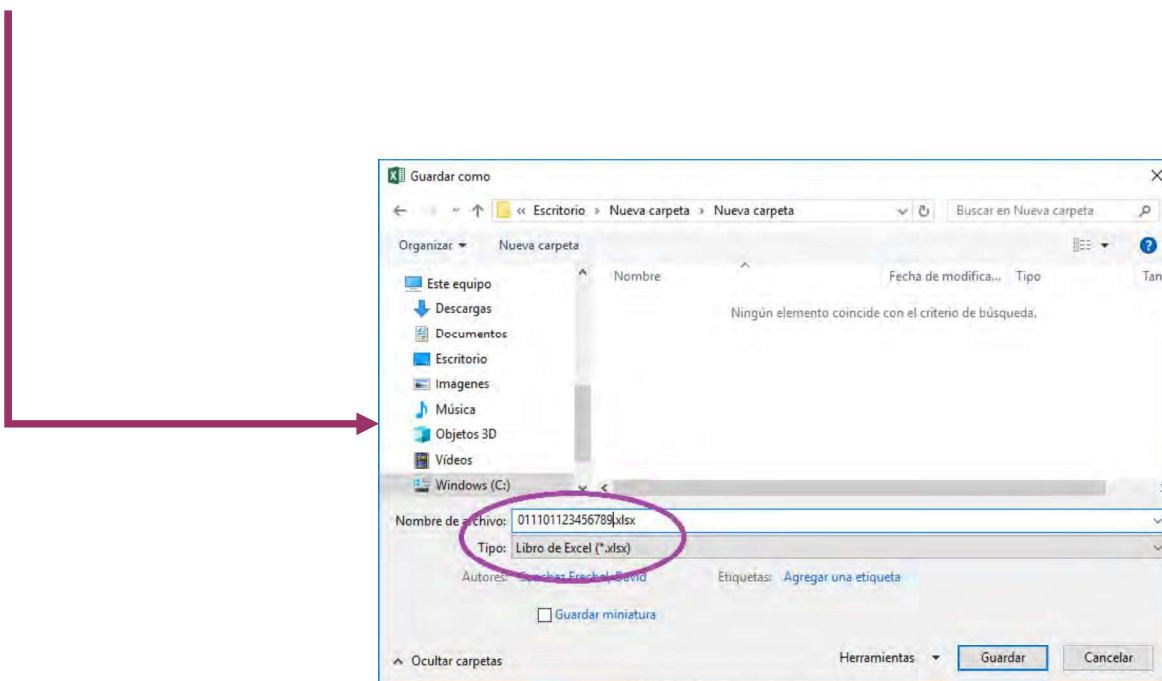 Guardar como
« Escritorio › Nueva carpeta › Nueva carpeta Buscar en Nueva carpeta
Organizar Nueva carpeta
Este equipo Nombre Fecha de modifica... Tipo Tan
Descargas Ningún elemento coincide con el criterio de búsqueda.
Documentos
Escritorio
Imágenes
Música
Objetos 3D
Vídeos
Windows (C:)
Nombre de archivo: 011101123456789.xlsx
Tipo: Libro de Excel (*.xlsx)
Autores: David Etiquetas: Agregar una etiqueta
Guardar miniatura
Ocultar carpetas Herramientas Guardar Cancelar